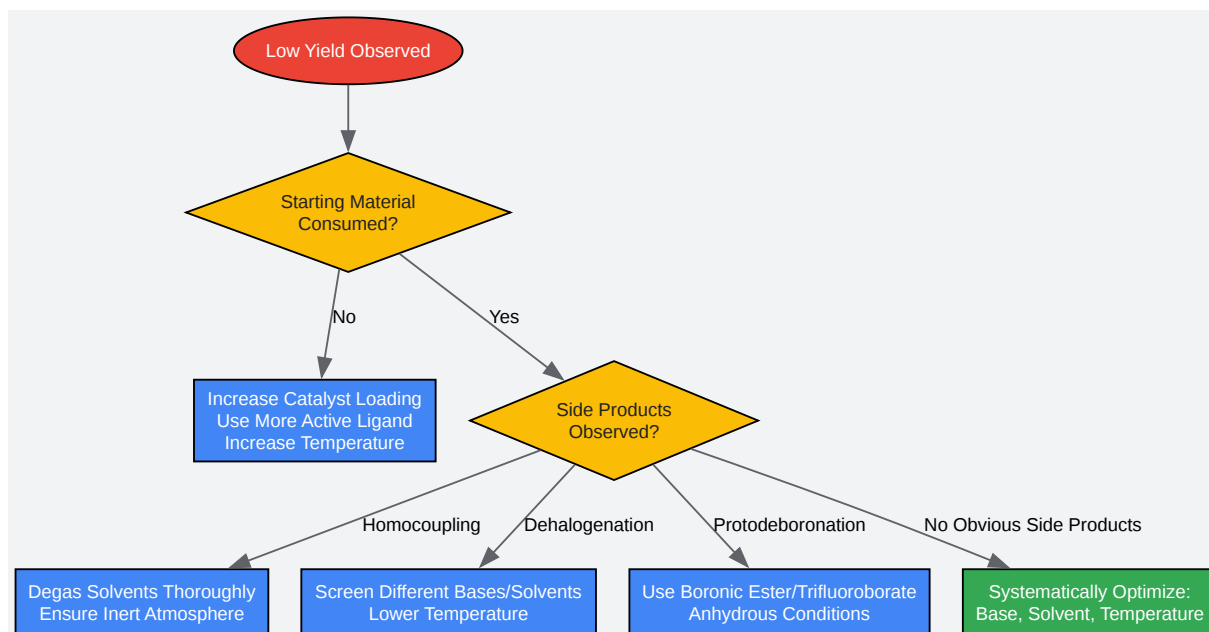 Low Yield Observed
Starting Material
Consumed?
No
Yes
Increase Catalyst Loading
Use More Active Ligand
Increase Temperature
Side Products
Observed?
Homocoupling
Dehalogenation
Protodeboronation
No Obvious Side Products
Degas Solvents Thoroughly
Ensure Inert Atmosphere
Screen Different Bases/Solvents
Lower Temperature
Use Boronic Ester/Trifluoroborate
Anhydrous Conditions
Systematically Optimize:
Base, Solvent, Temperature